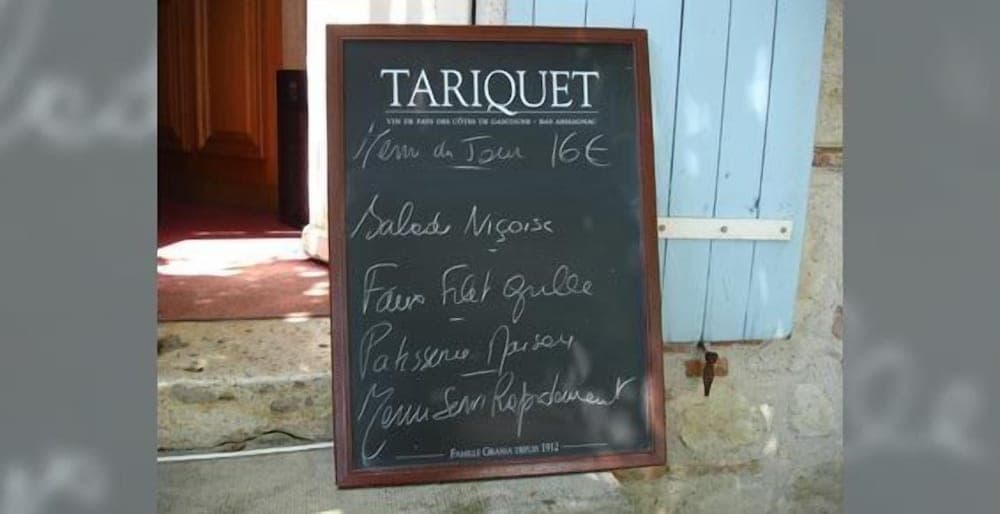 TARIQUET
VIN DE PAYS DES CÔTES DE GASCOGNE - BAS ARMAGNAC
Menu du Jour 16€
Salade Niçoise
Faux Filet grillé
Patisserie Maison
Menu Servi Rapidement
FAMILLE GRASSA DEPUIS 1912